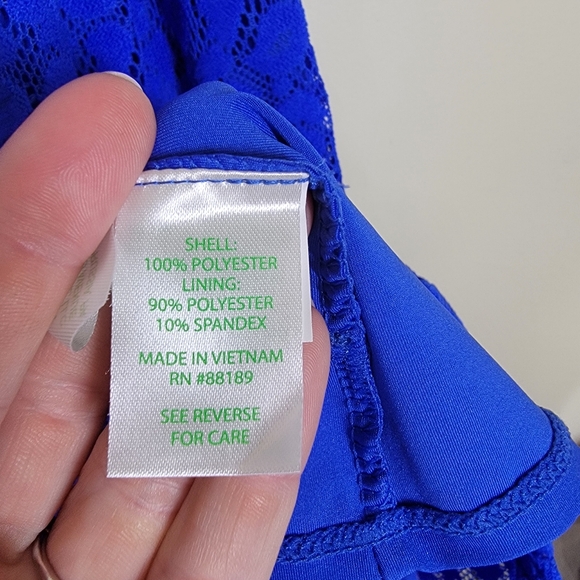 SHELL:
100% POLYESTER
LINING:
90% POLYESTER
10% SPANDEX
MADE IN VIETNAM
RN #88189
SEE REVERSE
FOR CARE